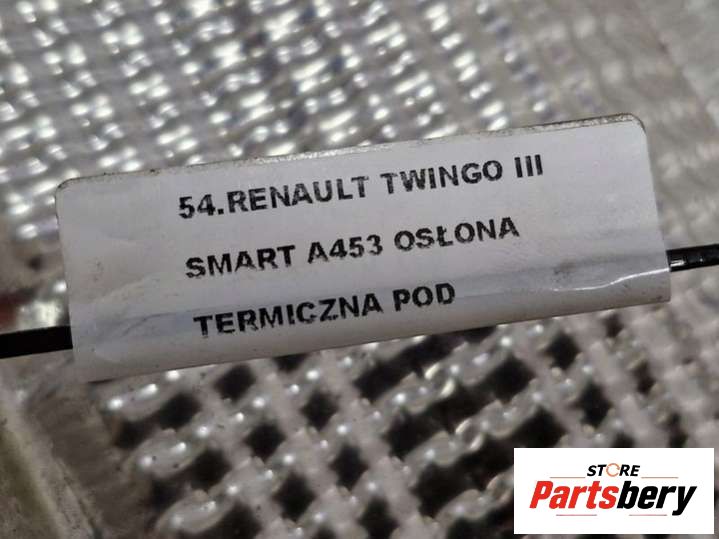 54.RENAULT TWINGO III
SMART A453 OSŁONA
TERMICZNA POD
STORE
Partsbery